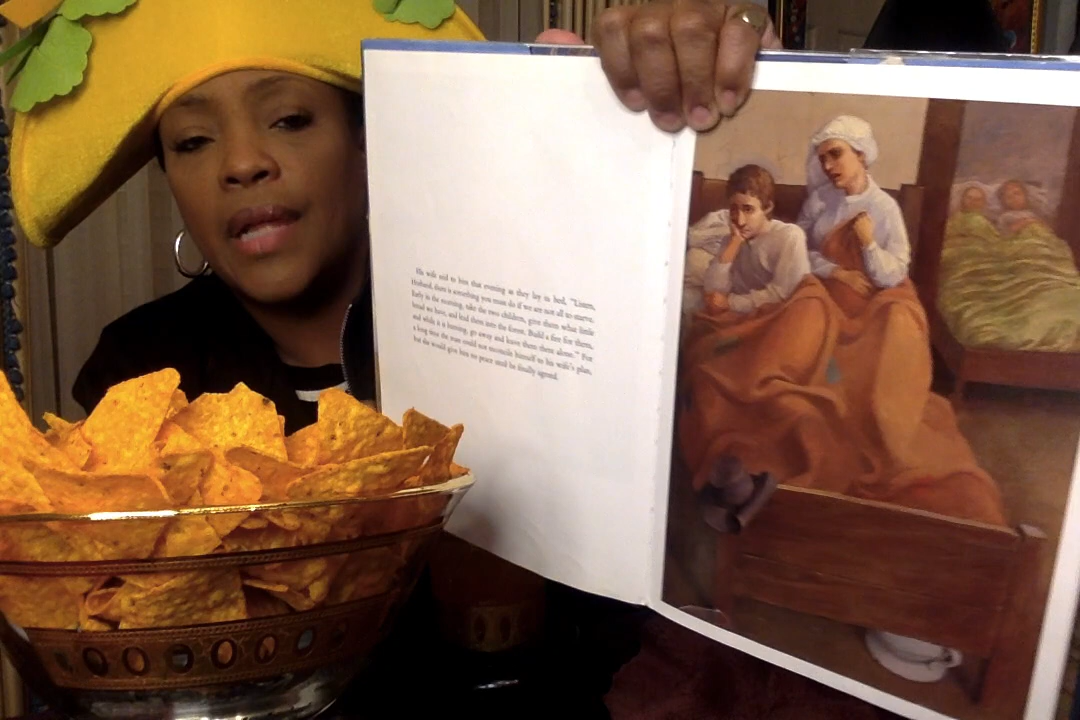 His wife said to him that evening as they lay in bed, "Listen,
Husband, there is something you must do if we are not all to starve.
Early in the morning, take the two children, give them what little
bread we have, and lead them into the forest. Build a fire for them,
and while it is burning, go away and leave them there alone." For
a long time the man could not reconcile himself to his wife's plan,
but she would give him no peace until he finally agreed.